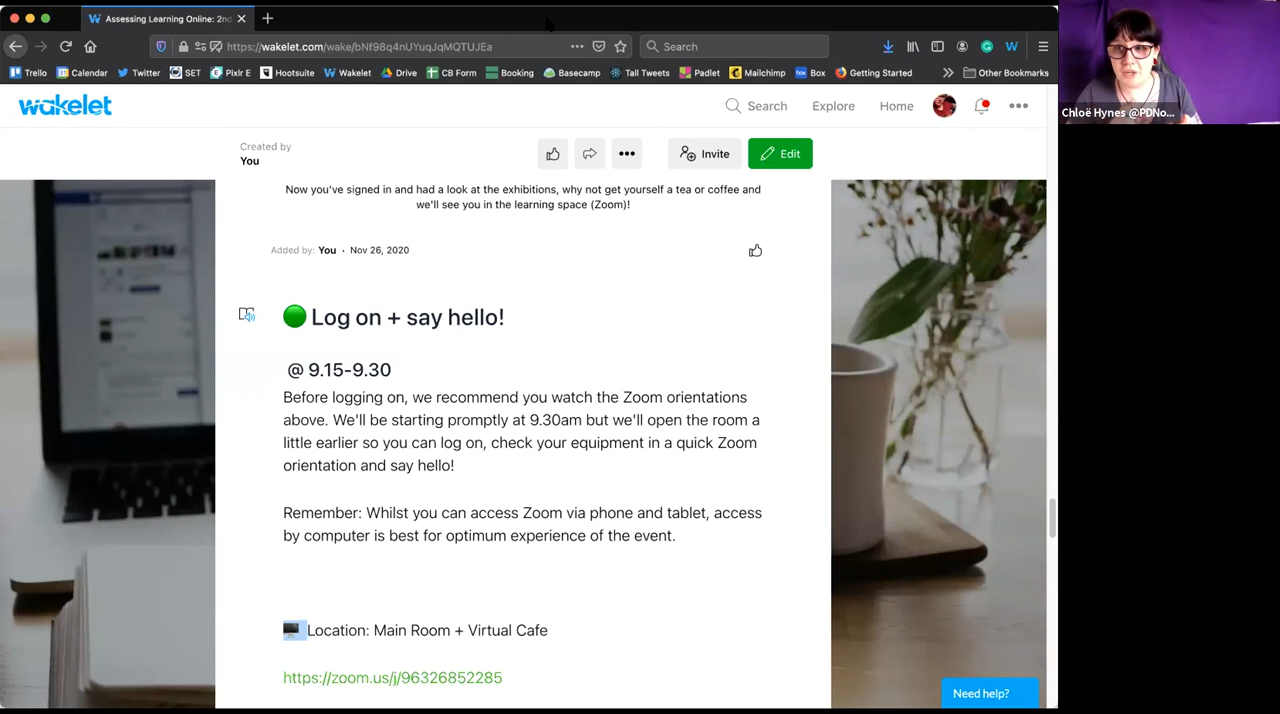 Assessing Learning Online: 2nd
https://wakelet.com/wake/bNf98q4nUYuqJqMQTUJEa
Search
Trello Calendar Twitter SET Pixlr E Hootsuite Wakelet Drive CB Form Booking Basecamp Tall Tweets Padlet Mailchimp Box Getting Started Other Bookmarks
Chloë Hynes @PDNo...
wakelet
Search Explore Home
Created by
You
Invite
Edit
Now you've signed in and had a look at the exhibitions, why not get yourself a tea or coffee and
we'll see you in the learning space (Zoom)!
Added by: You · Nov 26, 2020
Log on + say hello!
@ 9.15-9.30
Before logging on, we recommend you watch the Zoom orientations
above. We'll be starting promptly at 9.30am but we'll open the room a
little earlier so you can log on, check your equipment in a quick Zoom
orientation and say hello!
Remember: Whilst you can access Zoom via phone and tablet, access
by computer is best for optimum experience of the event.
Location: Main Room + Virtual Cafe
https://zoom.us/j/96326852285
Need help?